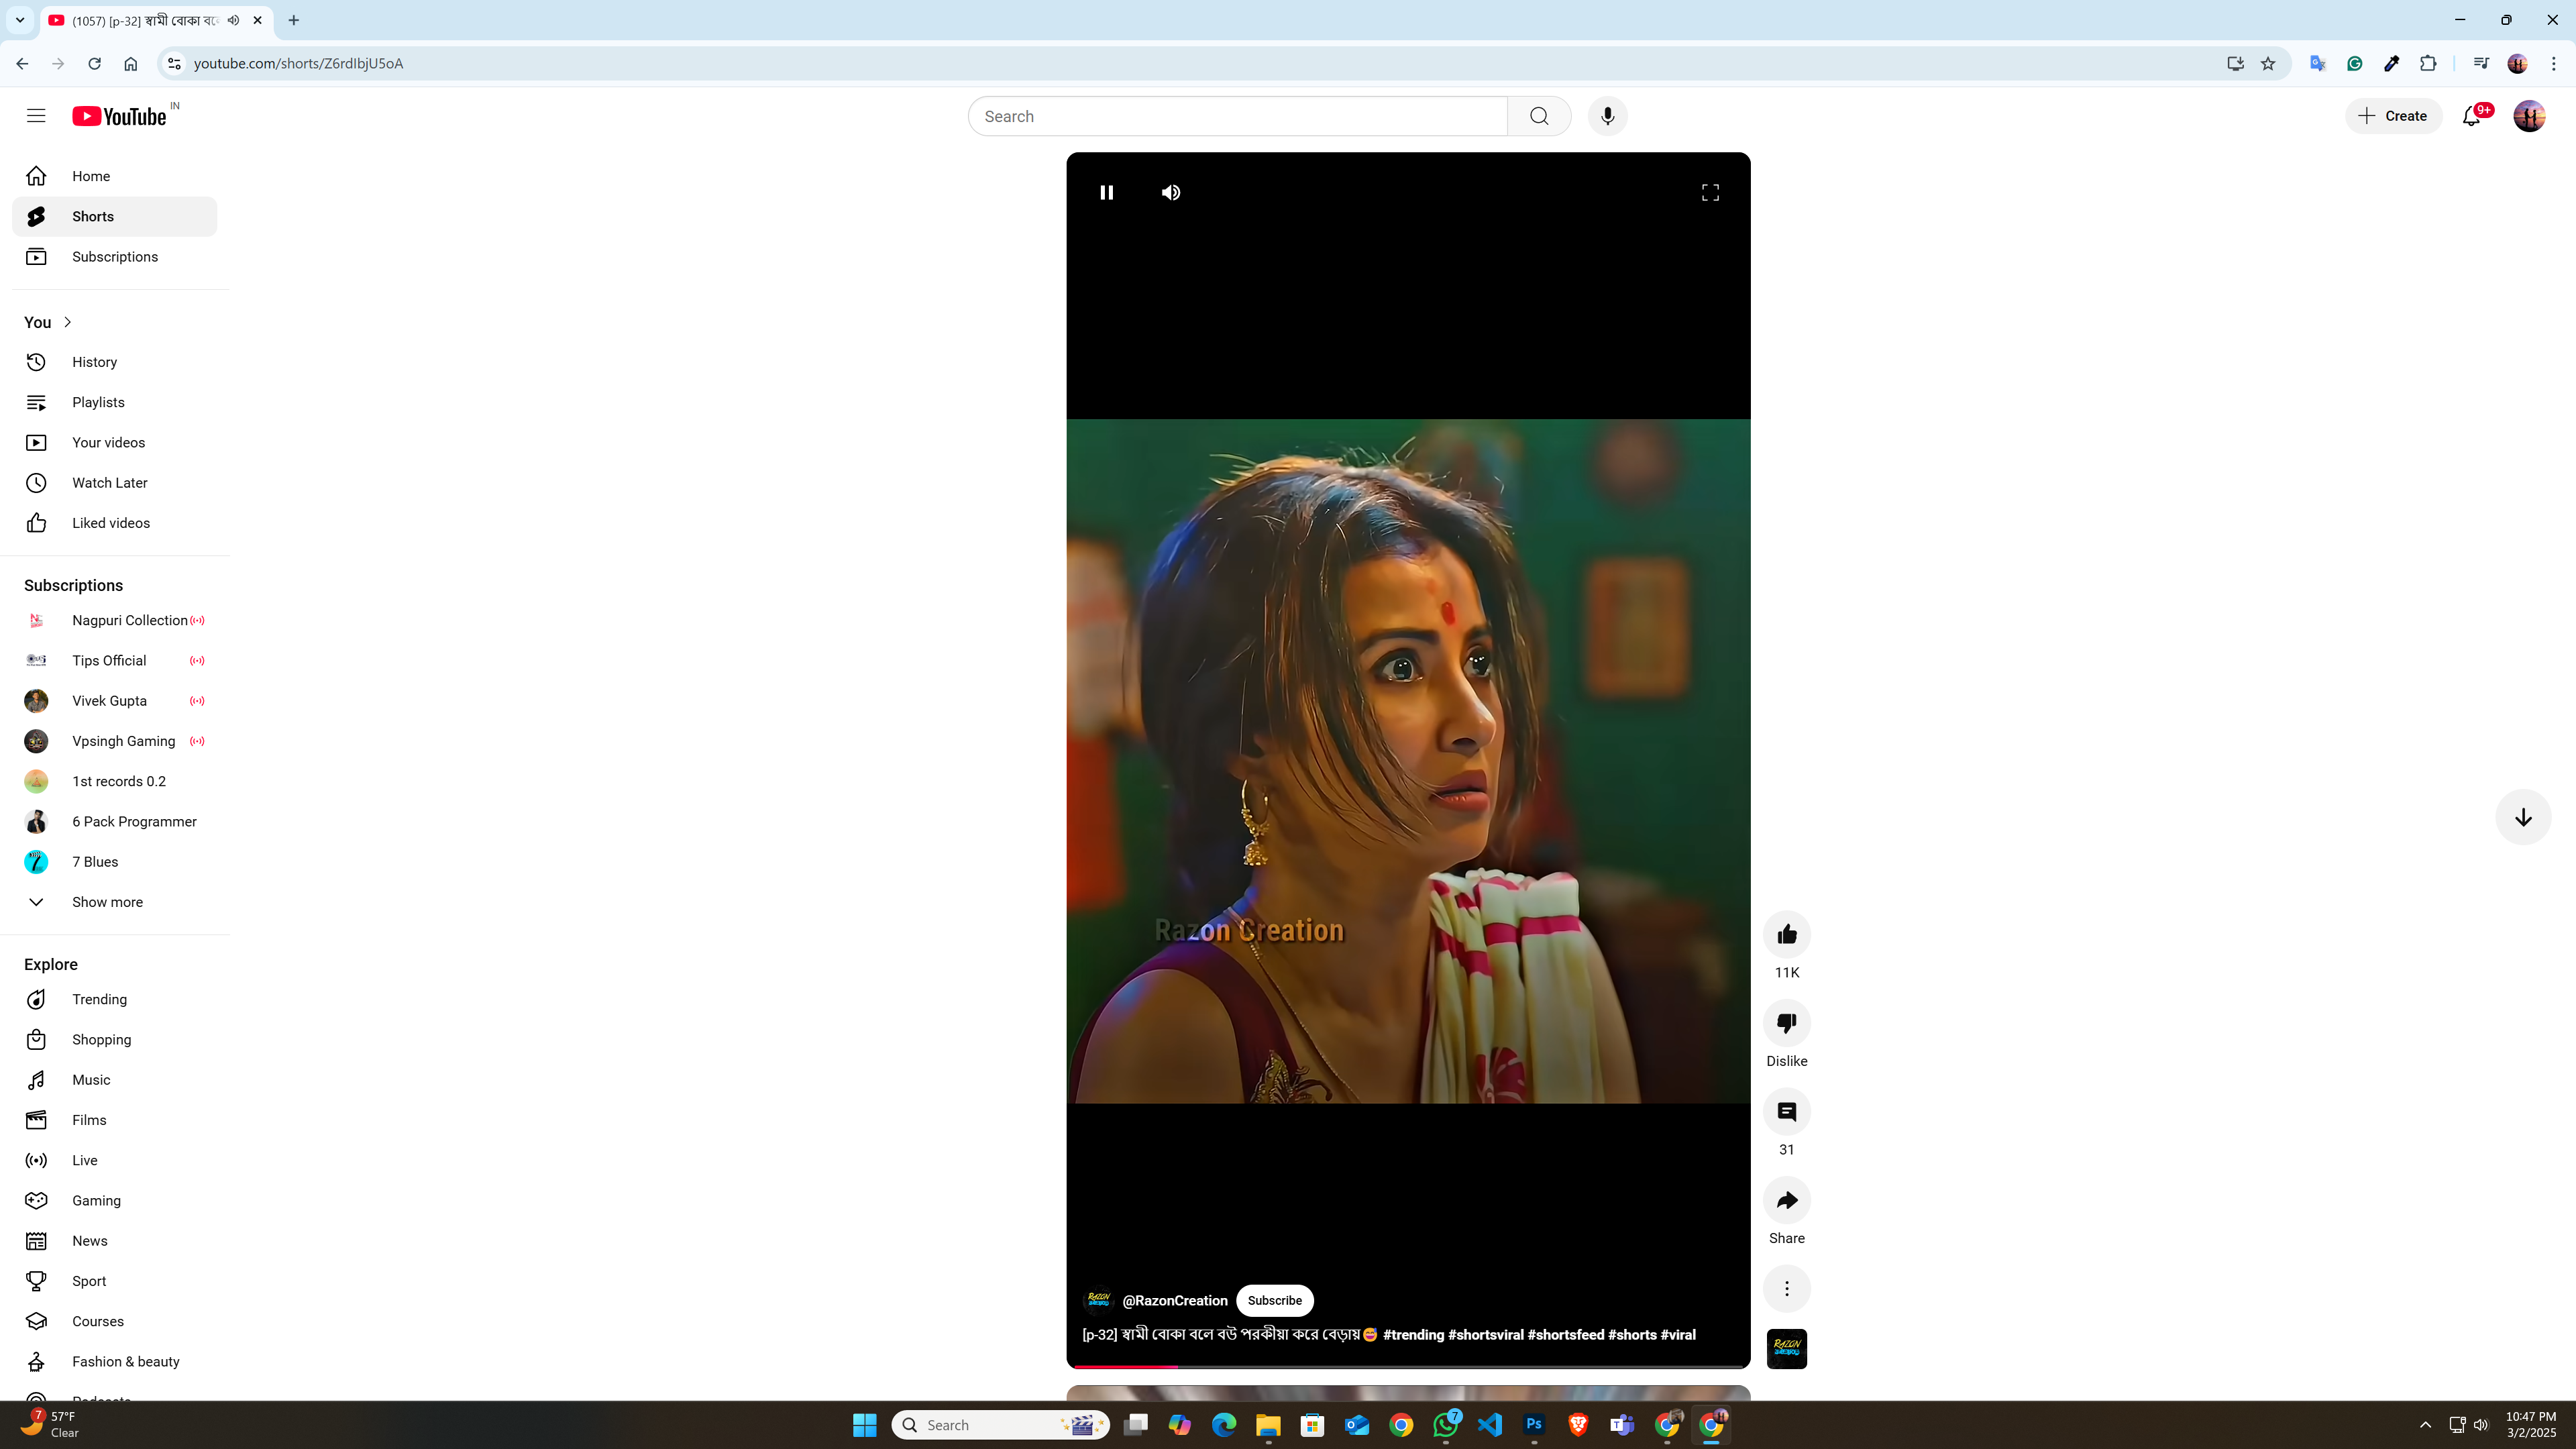 (1057) [p-32] স্বামী বোকা বলে
youtube.com/shorts/Z6rdIbjU5oA
YouTube IN
Search
Create
9+
Home
Shorts
Subscriptions
You
History
Playlists
Your videos
Watch Later
Liked videos
Subscriptions
Nagpuri Collection
Tips Official
Vivek Gupta
Vpsingh Gaming
1st records 0.2
6 Pack Programmer
7 Blues
Show more
Explore
Trending
Shopping
Music
Films
Live
Gaming
News
Sport
Courses
Fashion & beauty
Razon Creation
11K
Dislike
31
Share
@RazonCreation Subscribe
[p-32] স্বামী বোকা বলে বউ পরকীয়া করে বেড়ায়😅 #trending #shortsviral #shortsfeed #shorts #viral
7
57°F
Clear
Search
7
Ps
10:47 PM
3/2/2025